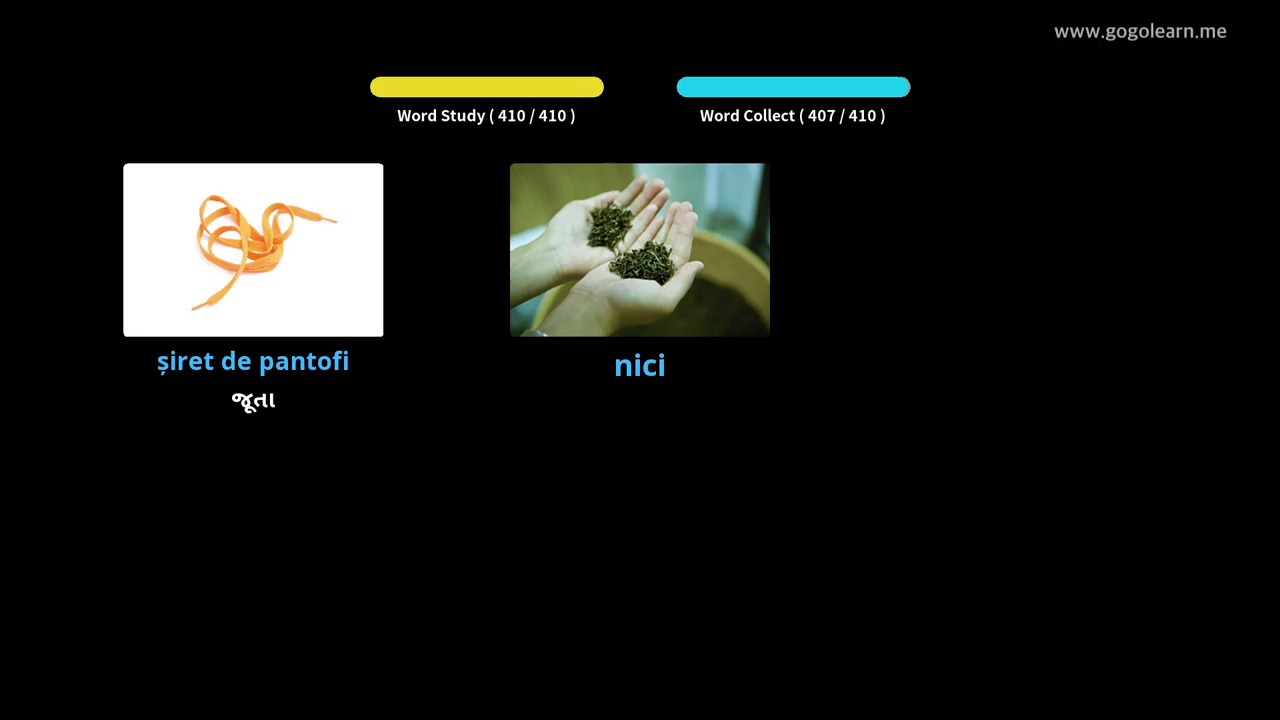 www.gogolearn.me
Word Study ( 410 / 410 )
Word Collect ( 407 / 410 )
șiret de pantofi
nici
જૂતા